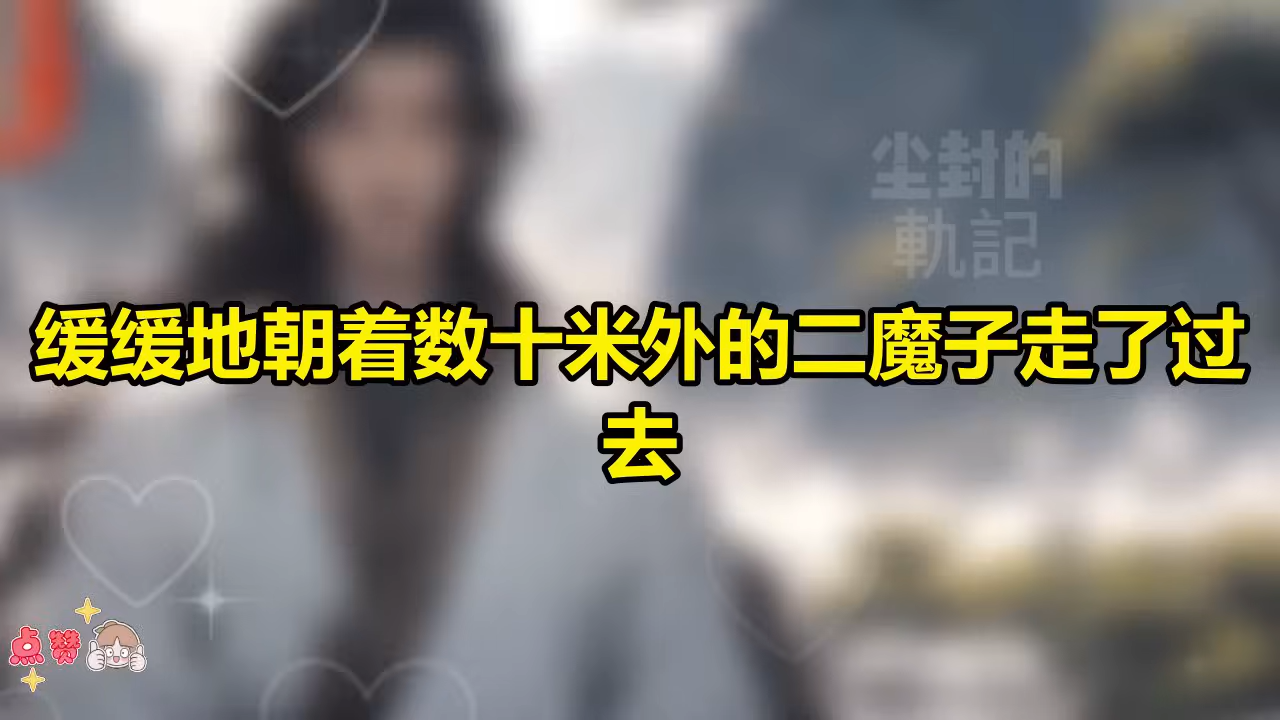 尘封的
軌記
缓缓地朝着数十米外的二魔子走了过
去
点赞